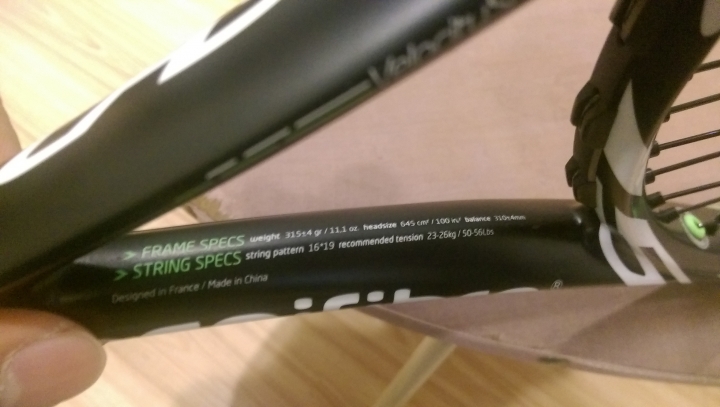 Velocity
> FRAME SPECS weight 315±4 gr / 11.1 oz. headsize 645 cm² / 100 in² balance 310±4mm
> STRING SPECS string pattern 16*19 recommended tension 23-26kg / 50-56Lbs
Designed in France / Made in China